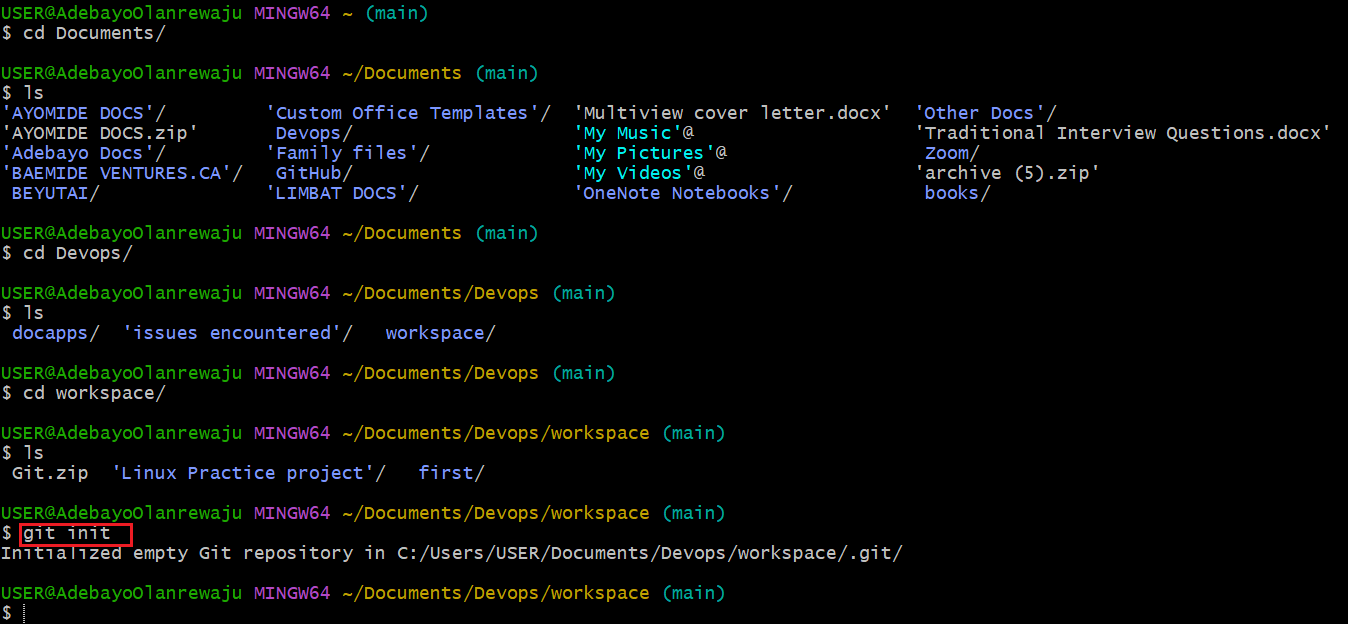 USER@AdebayoOlanrewaju MINGW64 ~ (main)
$ cd Documents/
USER@AdebayoOlanrewaju MINGW64 ~/Documents (main)
$ ls
'AYOMIDE DOCS'/ 'Custom Office Templates'/ 'Multiview cover letter.docx' 'Other Docs'/
'AYOMIDE DOCS.zip' Devops/ 'My Music'@ 'Traditional Interview Questions.docx'
'Adebayo Docs'/ 'Family files'/ 'My Pictures'@ Zoom/
'BAEMIDE VENTURES.CA'/ GitHub/ 'My Videos'@ 'archive (5).zip'
BEYUTAI/ 'LIMBAT DOCS'/ 'OneNote Notebooks'/ books/
USER@AdebayoOlanrewaju MINGW64 ~/Documents (main)
$ cd Devops/
USER@AdebayoOlanrewaju MINGW64 ~/Documents/Devops (main)
$ ls
docapps/ 'issues encountered'/ workspace/
USER@AdebayoOlanrewaju MINGW64 ~/Documents/Devops (main)
$ cd workspace/
USER@AdebayoOlanrewaju MINGW64 ~/Documents/Devops/workspace (main)
$ ls
Git.zip 'Linux Practice project'/ first/
USER@AdebayoOlanrewaju MINGW64 ~/Documents/Devops/workspace (main)
$ git init
Initialized empty Git repository in C:/Users/USER/Documents/Devops/workspace/.git/
USER@AdebayoOlanrewaju MINGW64 ~/Documents/Devops/workspace (main)
$